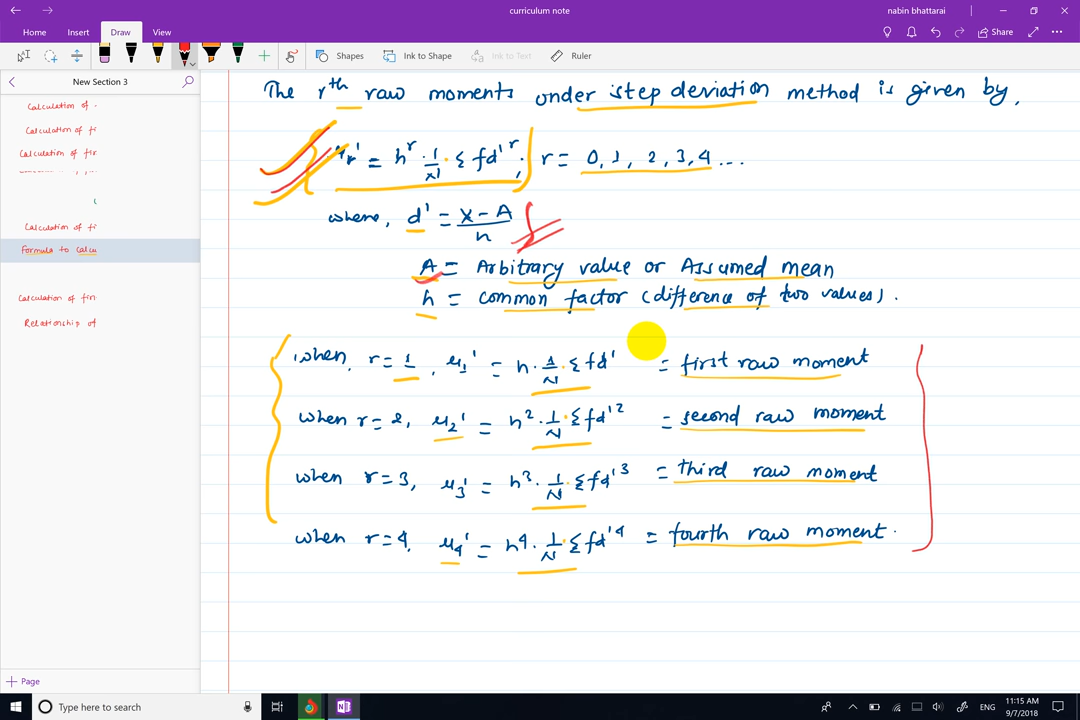 curriculum note
nabin bhattarai
Home Insert Draw View
Share
Shapes Ink to Shape Ink to Text Ruler
New Section 3
Calculation of -
Calculation of fi
Calculation of fir
Calculation of fi
Formula to calcu
Calculation of fin
Relationship of
+ Page
The rth raw moments under step deviation method is given by,
μr' = h^r · 1/N · Σfd'^r, r = 0, 1, 2, 3, 4 ...
where, d' = X-A/h
A = Arbitrary value or Assumed mean
h = common factor (difference of two values).
when r=1, μ₁' = h · 1/N · Σfd' = first raw moment
when r=2, μ₂' = h² · 1/N · Σfd'² = second raw moment
when r=3, μ₃' = h³ · 1/N · Σfd'³ = third raw moment
when r=4, μ₄' = h⁴ · 1/N · Σfd'⁴ = fourth raw moment.
Type here to search
ENG
11:15 AM
9/7/2018